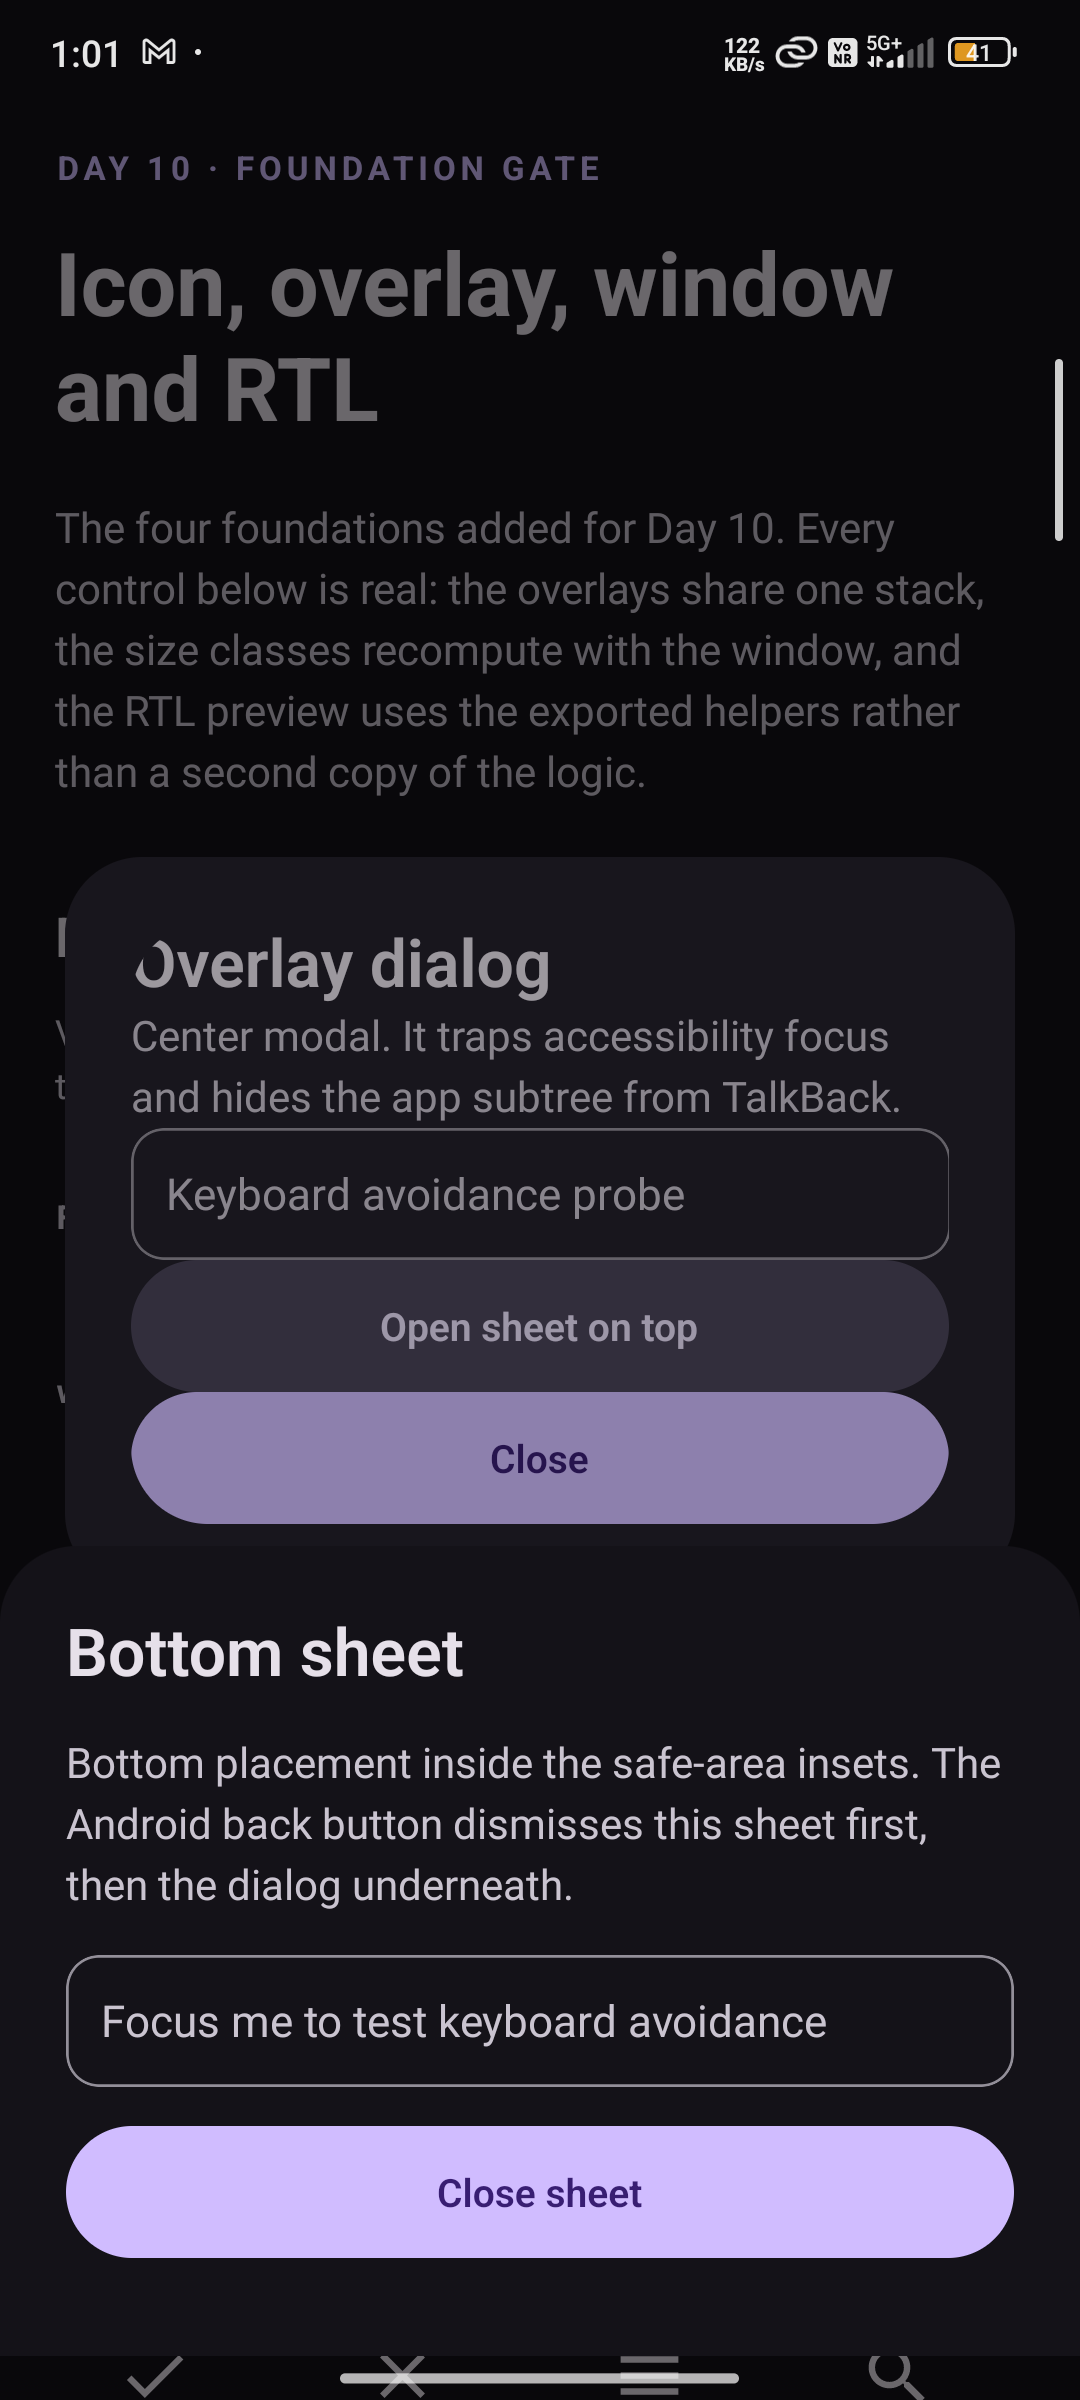 1:01
122
KB/s
Vo
NR
5G+
41
DAY 10 · FOUNDATION GATE
Icon, overlay, window
and RTL
The four foundations added for Day 10. Every
control below is real: the overlays share one stack,
the size classes recompute with the window, and
the RTL preview uses the exported helpers rather
than a second copy of the logic.
Overlay dialog
Center modal. It traps accessibility focus
and hides the app subtree from TalkBack.
Keyboard avoidance probe
Open sheet on top
Close
Bottom sheet
Bottom placement inside the safe-area insets. The
Android back button dismisses this sheet first,
then the dialog underneath.
Focus me to test keyboard avoidance
Close sheet